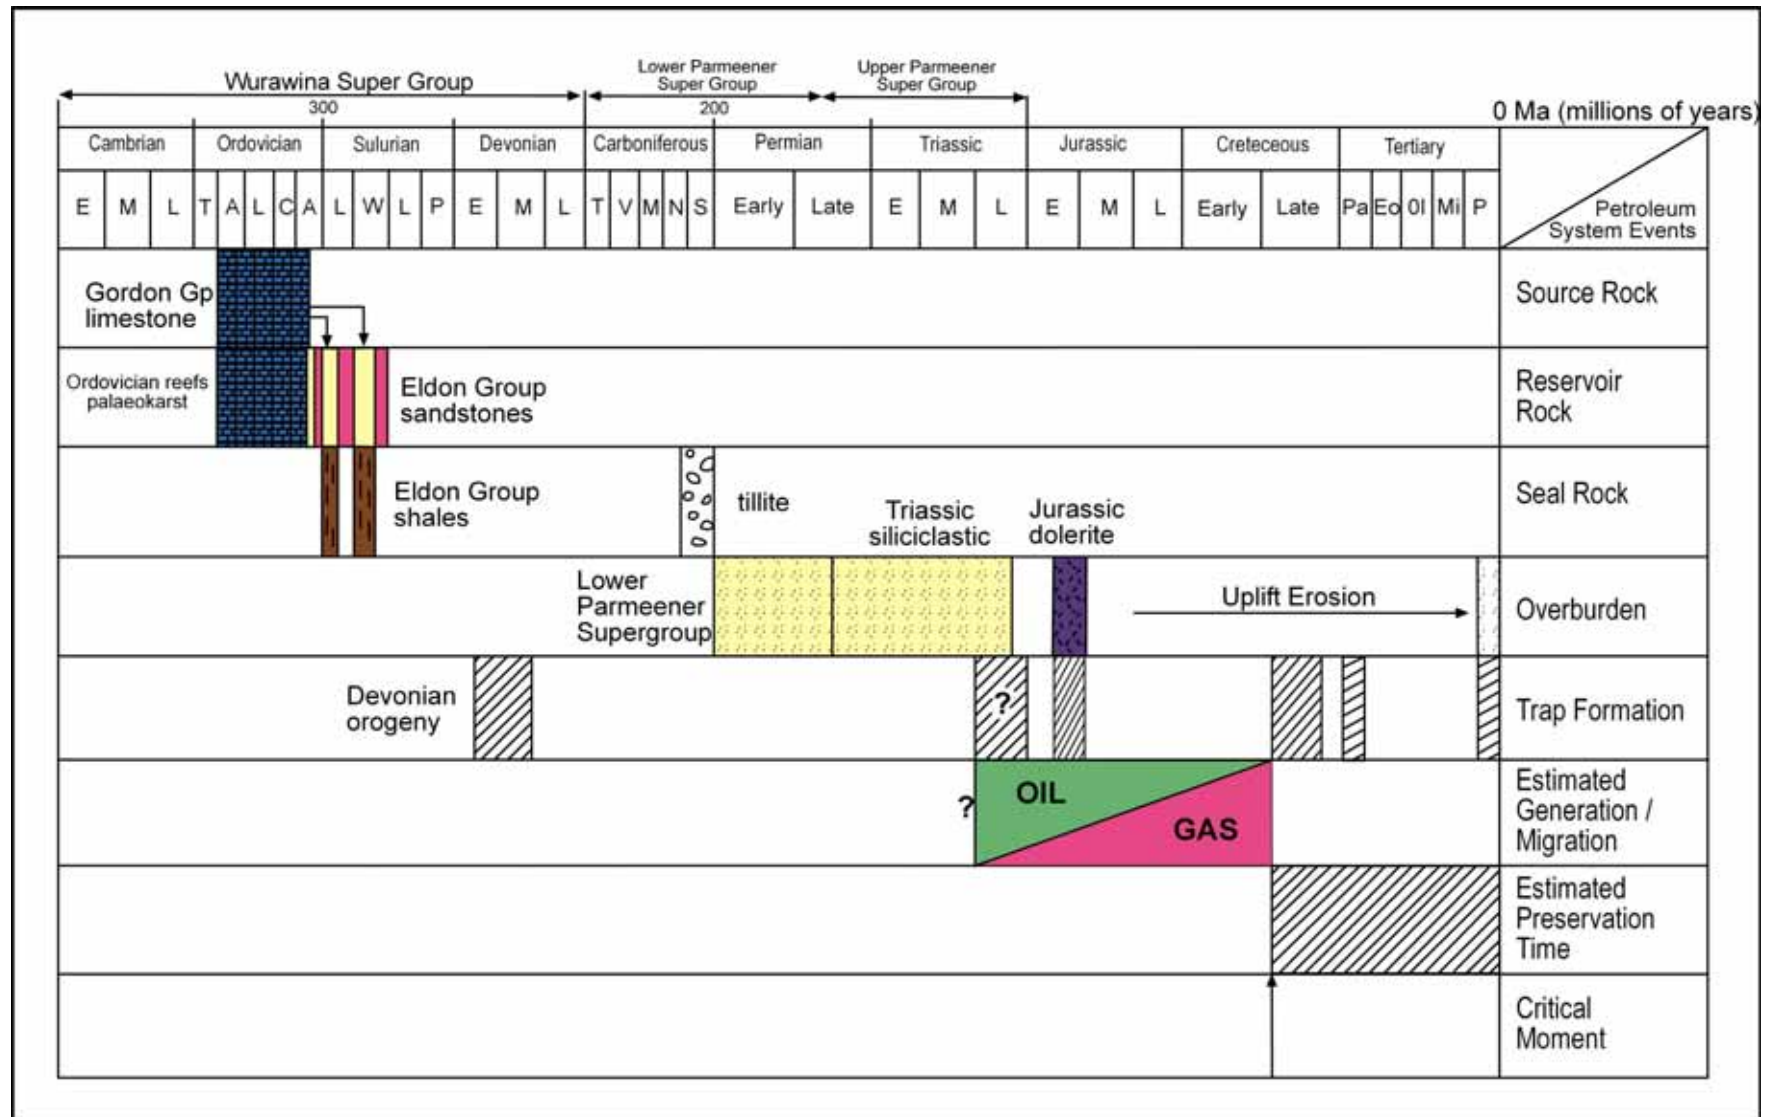 Wurawina Super Group
Lower Parmeener
Super Group
Upper Parmeener
Super Group
300
200
0 Ma (millions of years)
Cambrian Ordovician Sulurian Devonian Carboniferous Permian Triassic Jurassic Creteceous Tertiary
E M L T A L C A L W L P E M L T V M N S Early Late E M L E M L Early Late Pa Eo Ol Mi P
Petroleum
System Events
Gordon Gp
limestone
Source Rock
Ordovician reefs
palaeokarst
Eldon Group
sandstones
Reservoir
Rock
Eldon Group
shales
tillite
Triassic
siliciclastic
Jurassic
dolerite
Seal Rock
Lower
Parmeener
Supergroup
Uplift Erosion
Overburden
Devonian
orogeny
?
Trap Formation
?
OIL
GAS
Estimated
Generation /
Migration
Estimated
Preservation
Time
Critical
Moment